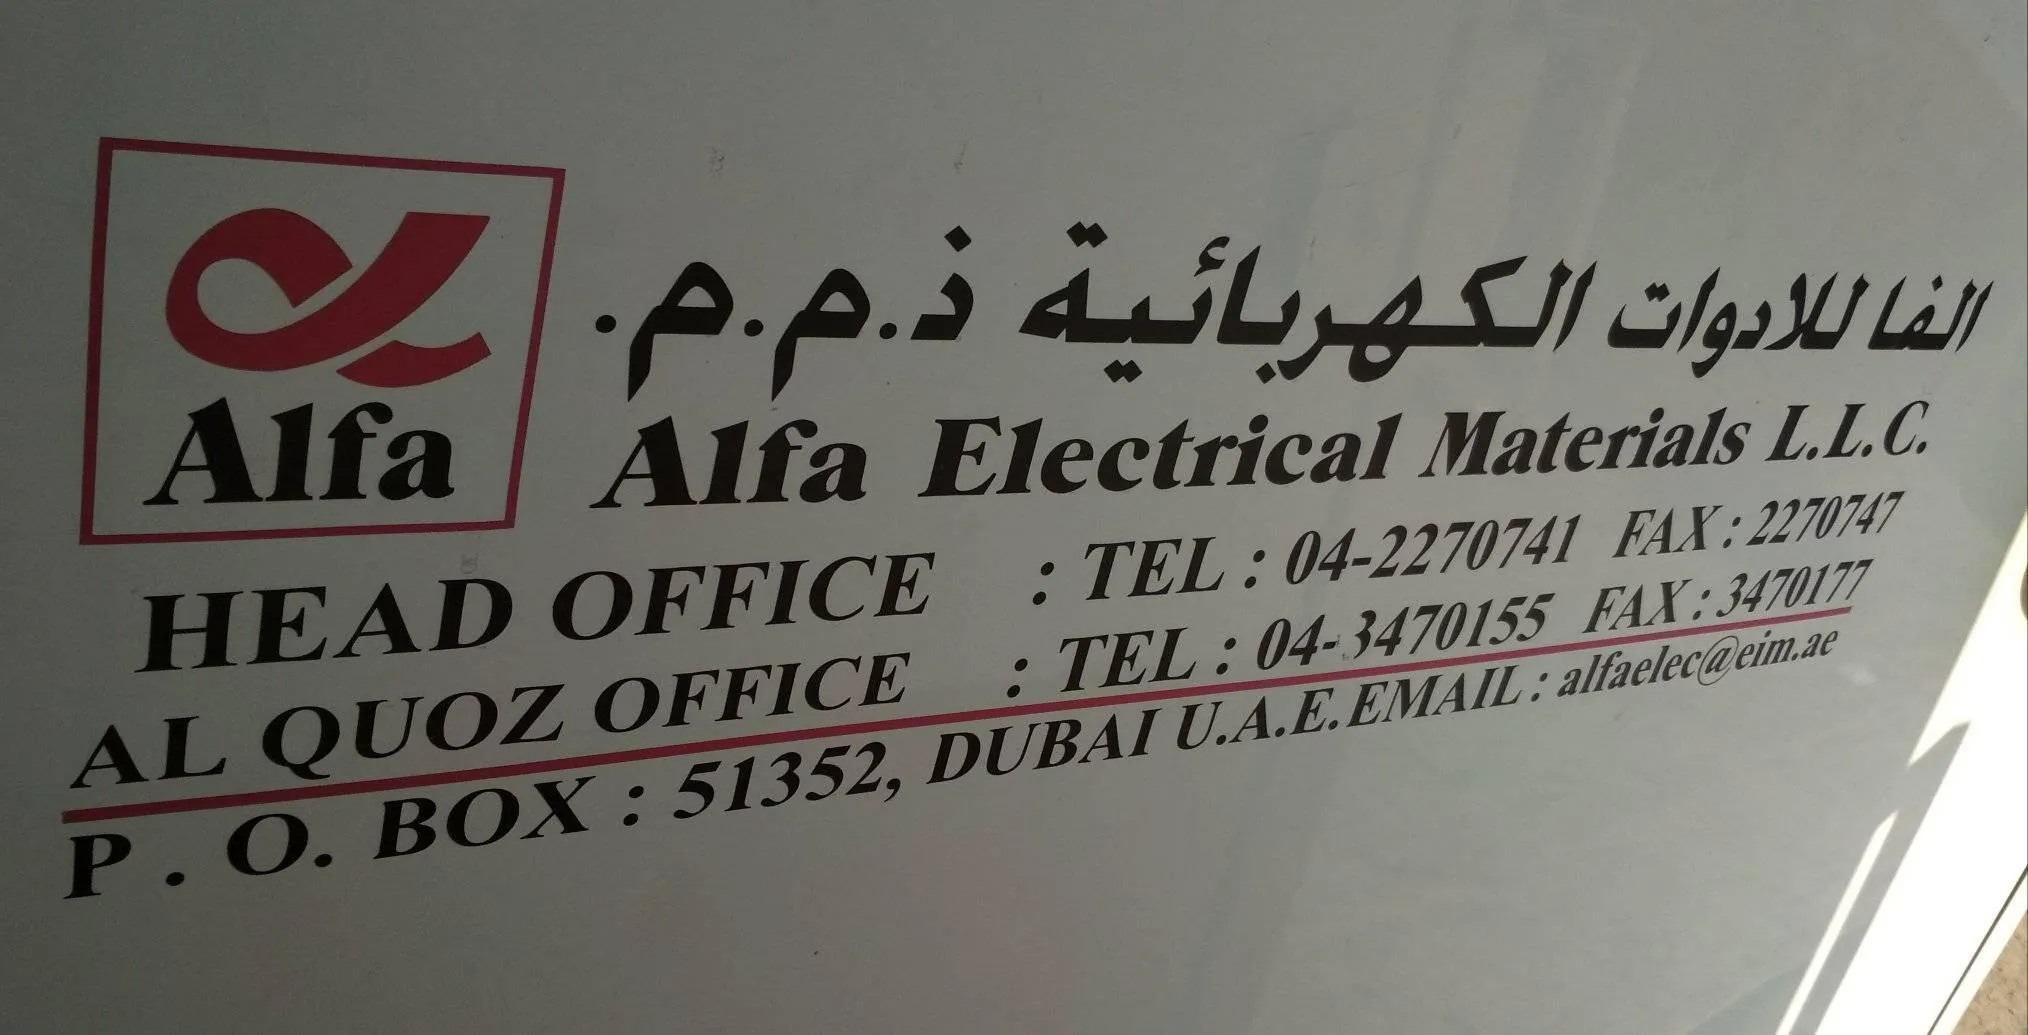 Alfa
الفا للادوات الكهربائية ذ.م.م.
Alfa Electrical Materials L.L.C.
HEAD OFFICE : TEL : 04-2270741 FAX : 2270747
AL QUOZ OFFICE : TEL : 04-3470155 FAX : 3470177
P . O. BOX : 51352, DUBAI U.A.E. EMAIL : alfaelec@eim.ae